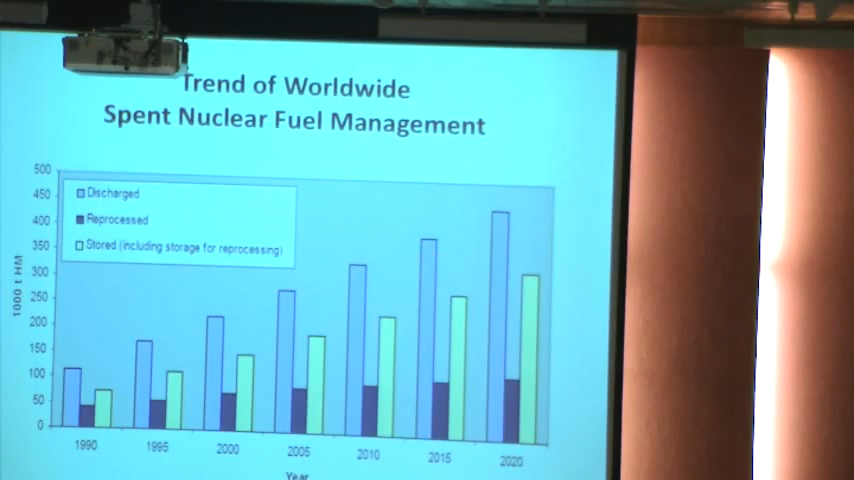 Trend of Worldwide
Spent Nuclear Fuel Management
500
450
400
350
300
250
200
150
100
50
0
1000 t HM
Discharged
Reprocessed
Stored (including storage for reprocessing)
1990 1995 2000 2005 2010 2015 2020
Year